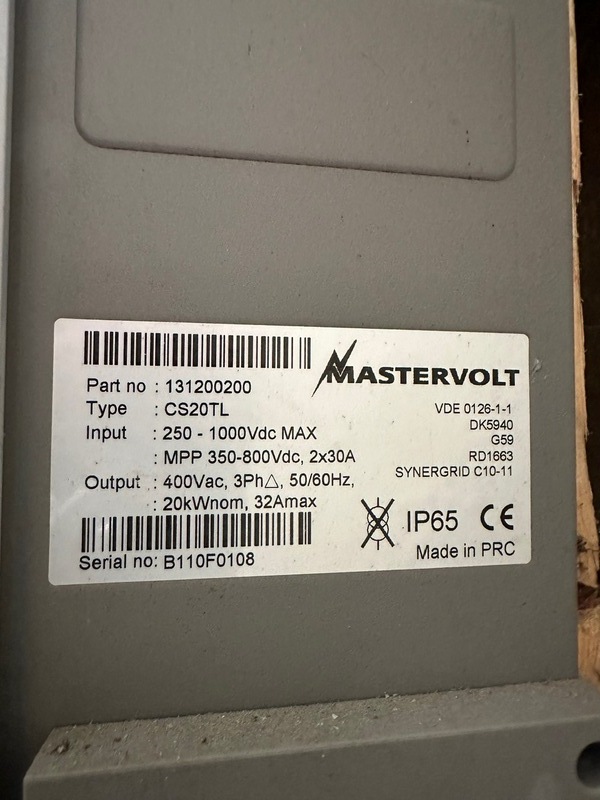 MASTERVOLT
Part no : 131200200
Type : CS20TL
Input : 250 - 1000Vdc MAX
: MPP 350-800Vdc, 2x30A
Output : 400Vac, 3Ph△, 50/60Hz,
: 20kWnom, 32Amax
Serial no: B110F0108
VDE 0126-1-1
DK5940
G59
RD1663
SYNERGRID C10-11
IP65 CE
Made in PRC